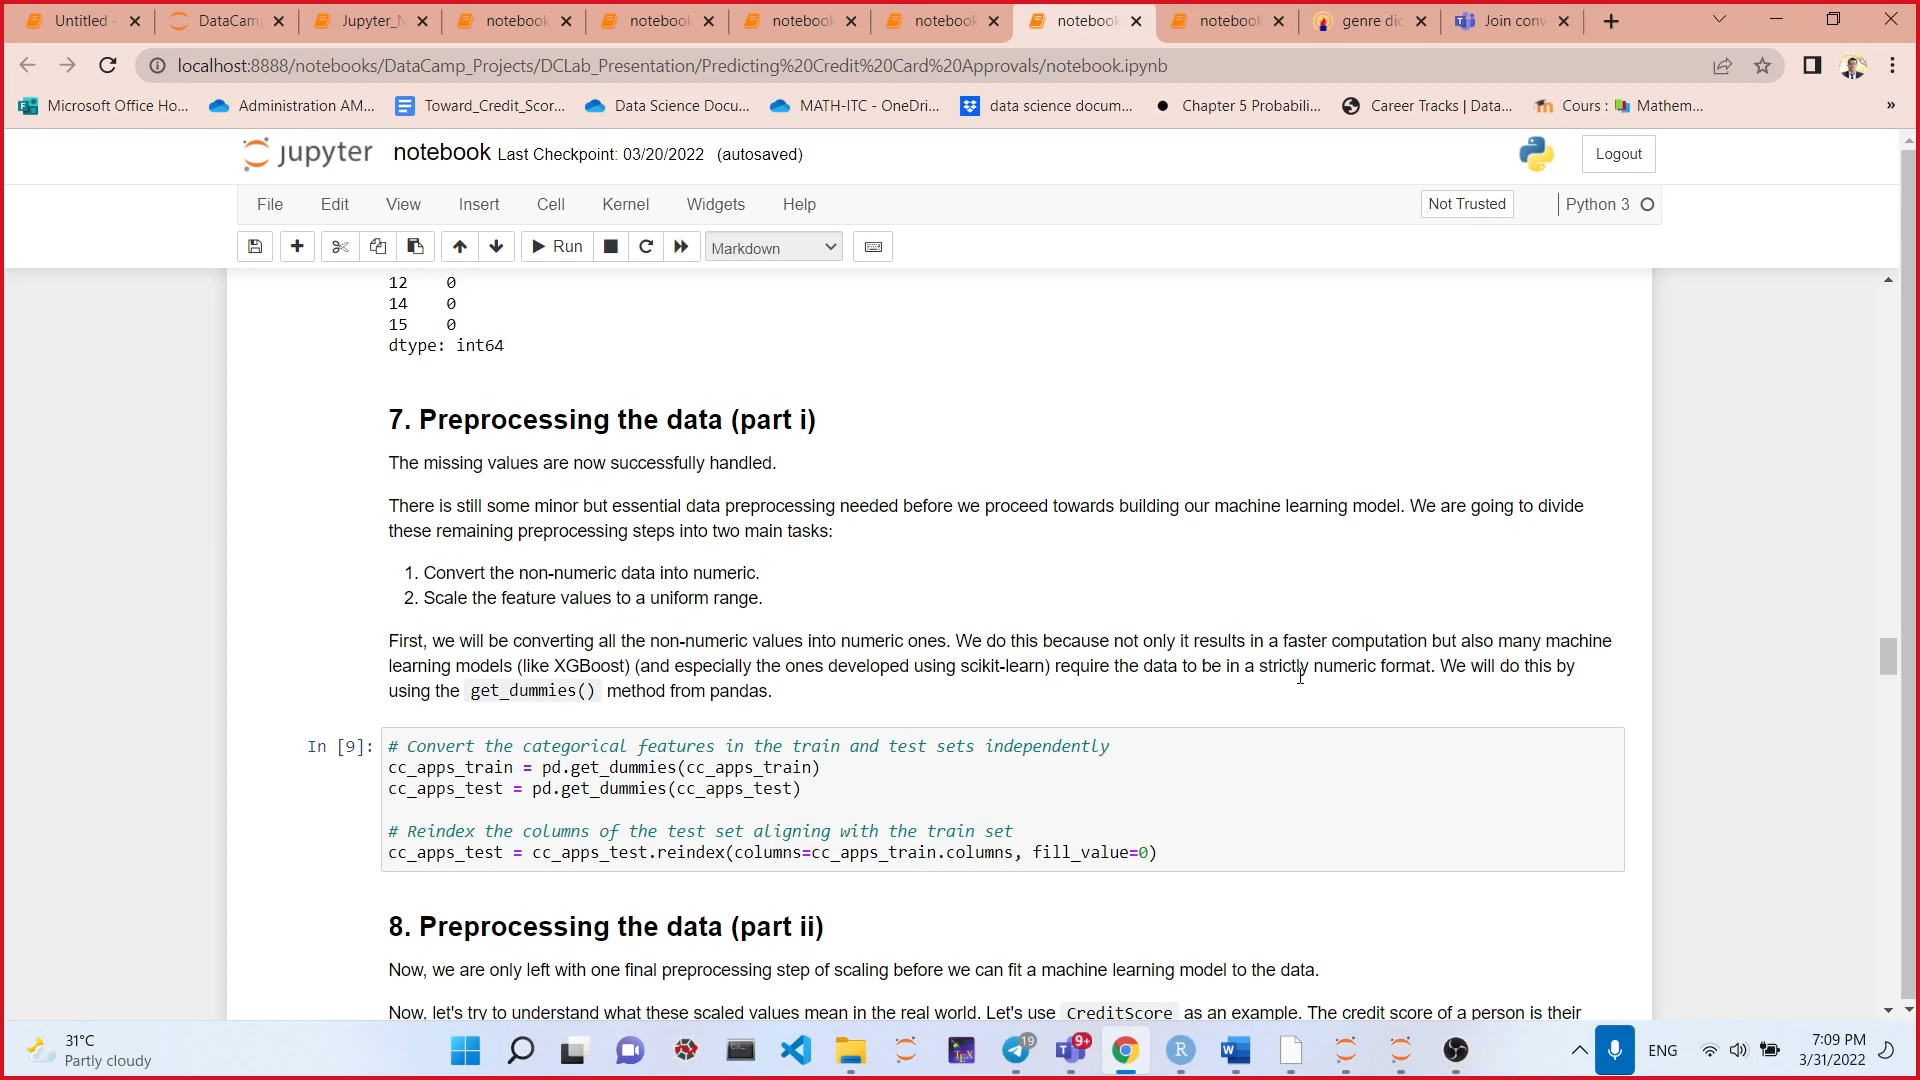 Untitled
DataCamp
Jupyter_N
notebook
notebook
notebook
notebook
notebook
notebook
genre dic
Join conv
localhost:8888/notebooks/DataCamp_Projects/DCLab_Presentation/Predicting%20Credit%20Card%20Approvals/notebook.ipynb
Microsoft Office Ho...
Administration AM...
Toward_Credit_Scor...
Data Science Docu...
MATH-ITC - OneDri...
data science docum...
Chapter 5 Probabili...
Career Tracks | Data...
Cours : Mathem...
»
jupyter notebook Last Checkpoint: 03/20/2022 (autosaved)
Logout
File Edit View Insert Cell Kernel Widgets Help
Not Trusted
Python 3
Run
Markdown
12 0
14 0
15 0
dtype: int64
7. Preprocessing the data (part i)
The missing values are now successfully handled.
There is still some minor but essential data preprocessing needed before we proceed towards building our machine learning model. We are going to divide
these remaining preprocessing steps into two main tasks:
1. Convert the non-numeric data into numeric.
2. Scale the feature values to a uniform range.
First, we will be converting all the non-numeric values into numeric ones. We do this because not only it results in a faster computation but also many machine
learning models (like XGBoost) (and especially the ones developed using scikit-learn) require the data to be in a strictly numeric format. We will do this by
using the get_dummies() method from pandas.
In [9]:
# Convert the categorical features in the train and test sets independently
cc_apps_train = pd.get_dummies(cc_apps_train)
cc_apps_test = pd.get_dummies(cc_apps_test)
# Reindex the columns of the test set aligning with the train set
cc_apps_test = cc_apps_test.reindex(columns=cc_apps_train.columns, fill_value=0)
8. Preprocessing the data (part ii)
Now, we are only left with one final preprocessing step of scaling before we can fit a machine learning model to the data.
Now, let's try to understand what these scaled values mean in the real world. Let's use CreditScore as an example. The credit score of a person is their
31°C
Partly cloudy
TEX
19
9+
R
W
ENG
7:09 PM
3/31/2022